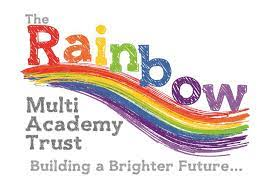 The
Rainbow
Multi
Academy
Trust
Building a Brighter Future...